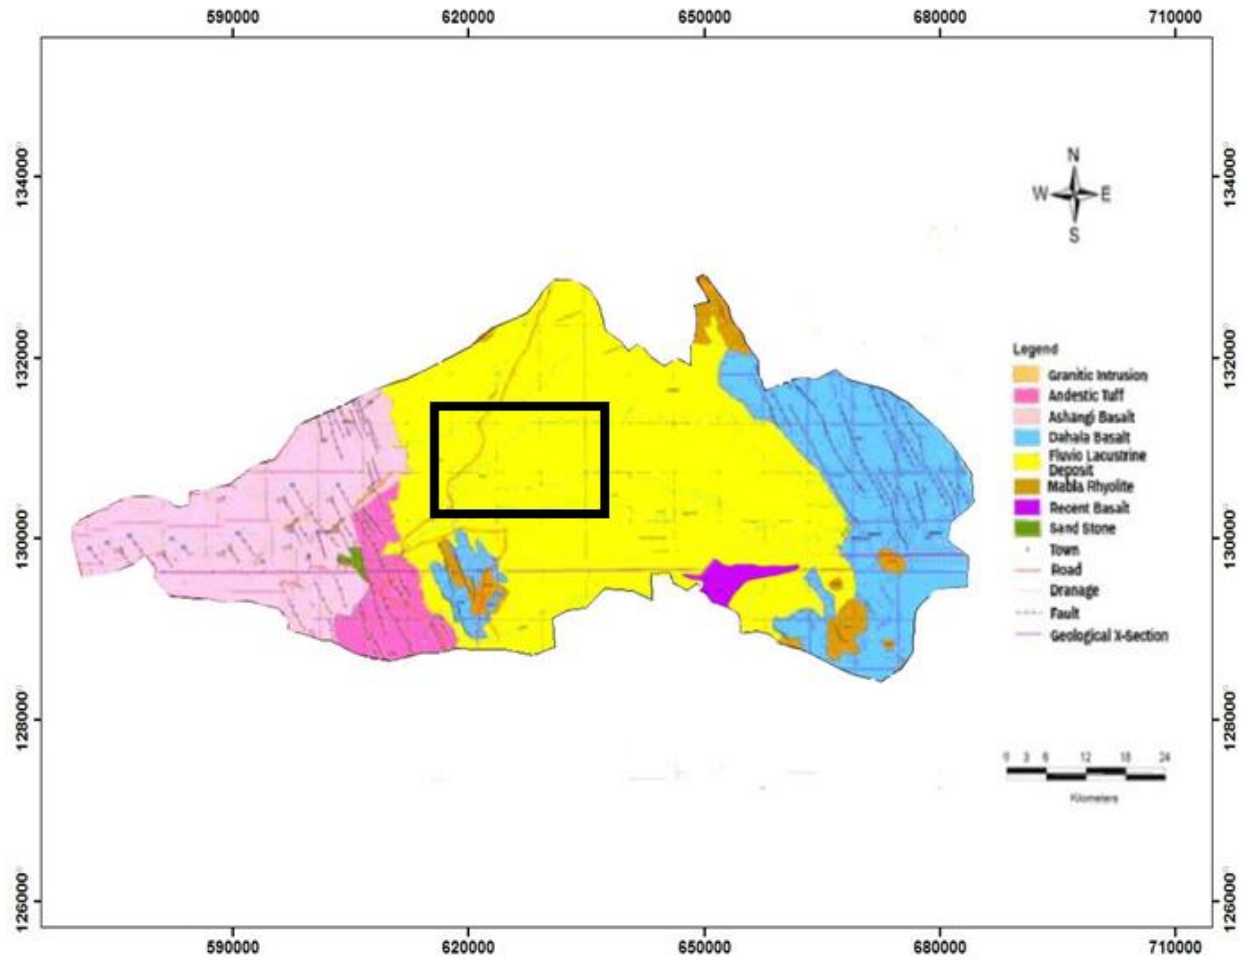 590000 620000 650000 680000 710000
134000°
132000°
130000°
128000°
126000°
134000°
132000°
130000°
128000°
126000°
N
W E
S
Legend
Granitic Intrusion
Andestic Tuff
Ashangi Basalt
Dahala Basalt
Fluvio Lacustrine
Deposit
Mabla Rhyolite
Recent Basalt
Sand Stone
Town
Road
Dranage
Fault
Geological X-Section
0 3 6 12 18 24
Kilometers
590000 620000 650000 680000 710000